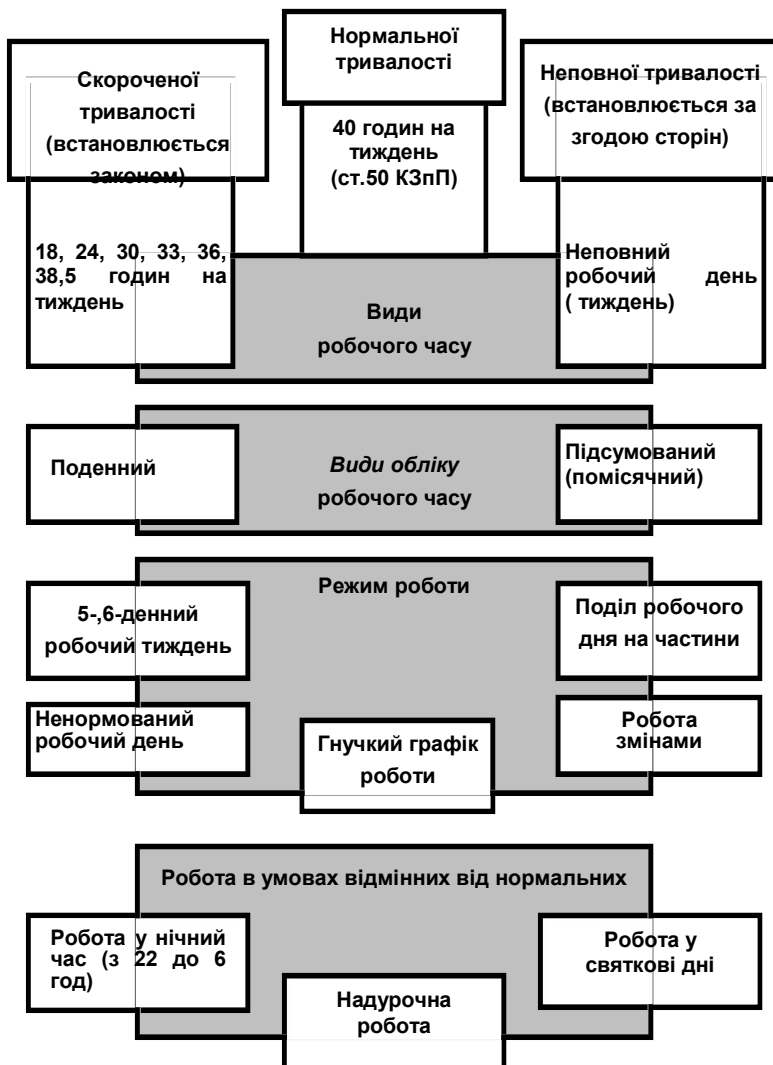 Скороченої
тривалості
(встановлюється
законом)
Нормальної
тривалості
Неповної тривалості
(встановлюється за
згодою сторін)
40 годин на
тиждень
(ст.50 КЗпП)
18, 24, 30, 33, 36,
38,5 годин на
тиждень
Неповний
робочий день
( тиждень)
Види
робочого часу
Поденний
Види обліку
робочого часу
Підсумований
(помісячний)
Режим роботи
5-,6-денний
робочий тиждень
Поділ робочого
дня на частини
Ненормований
робочий день
Гнучкий графік
роботи
Робота
змінами
Робота в умовах відмінних від нормальних
Робота у нічний
час (з 22 до 6
год)
Надурочна
робота
Робота у
святкові дні